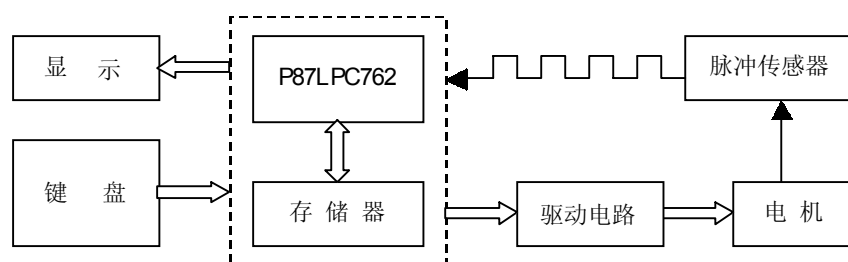 显 示
P87LPC762
脉冲传感器
键 盘
存 储 器
驱动电路
电 机